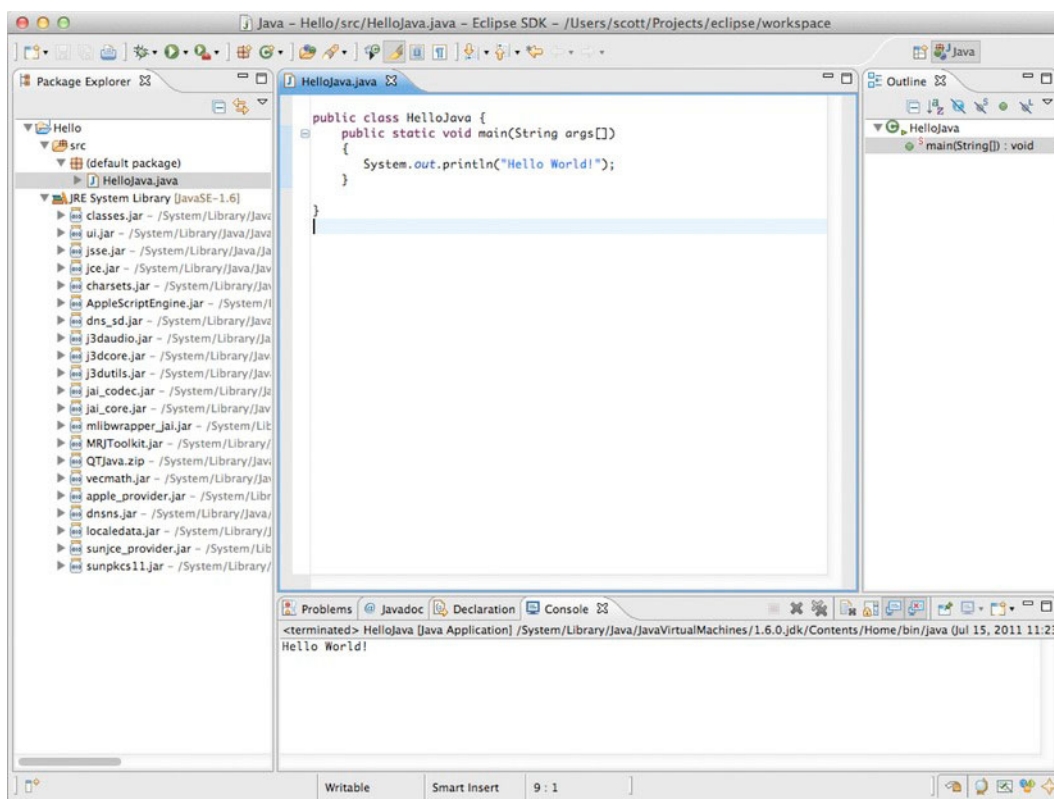 Java – Hello/src/HelloJava.java – Eclipse SDK – /Users/scott/Projects/eclipse/workspace
Java
Package Explorer
Hello
src
(default package)
HelloJava.java
JRE System Library [JavaSE-1.6]
classes.jar – /System/Library/Java
ui.jar – /System/Library/Java/Java
jsse.jar – /System/Library/Java/Ja
jce.jar – /System/Library/Java/Jav
charsets.jar – /System/Library/Jav
AppleScriptEngine.jar – /System/l
dns_sd.jar – /System/Library/Java
j3daudio.jar – /System/Library/Ja
j3dcore.jar – /System/Library/Jav
j3dutils.jar – /System/Library/Jav
jai_codec.jar – /System/Library/Ja
jai_core.jar – /System/Library/Jav
mlibwrapper_jai.jar – /System/Lib
MRJToolkit.jar – /System/Library/
QTJava.zip – /System/Library/Java
vecmath.jar – /System/Library/Jav
apple_provider.jar – /System/Libr
dnsns.jar – /System/Library/Java/
localedata.jar – /System/Library/J
sunjce_provider.jar – /System/Lib
sunpkcs11.jar – /System/Library/
HelloJava.java
public class HelloJava {
public static void main(String args[])
{
System.out.println("Hello World!");
}
}
Outline
HelloJava
main(String[]) : void
Problems
Javadoc
Declaration
Console
<terminated> HelloJava [Java Application] /System/Library/Java/JavaVirtualMachines/1.6.0.jdk/Contents/Home/bin/java (Jul 15, 2011 11:23
Hello World!
Writable
Smart Insert
9 : 1